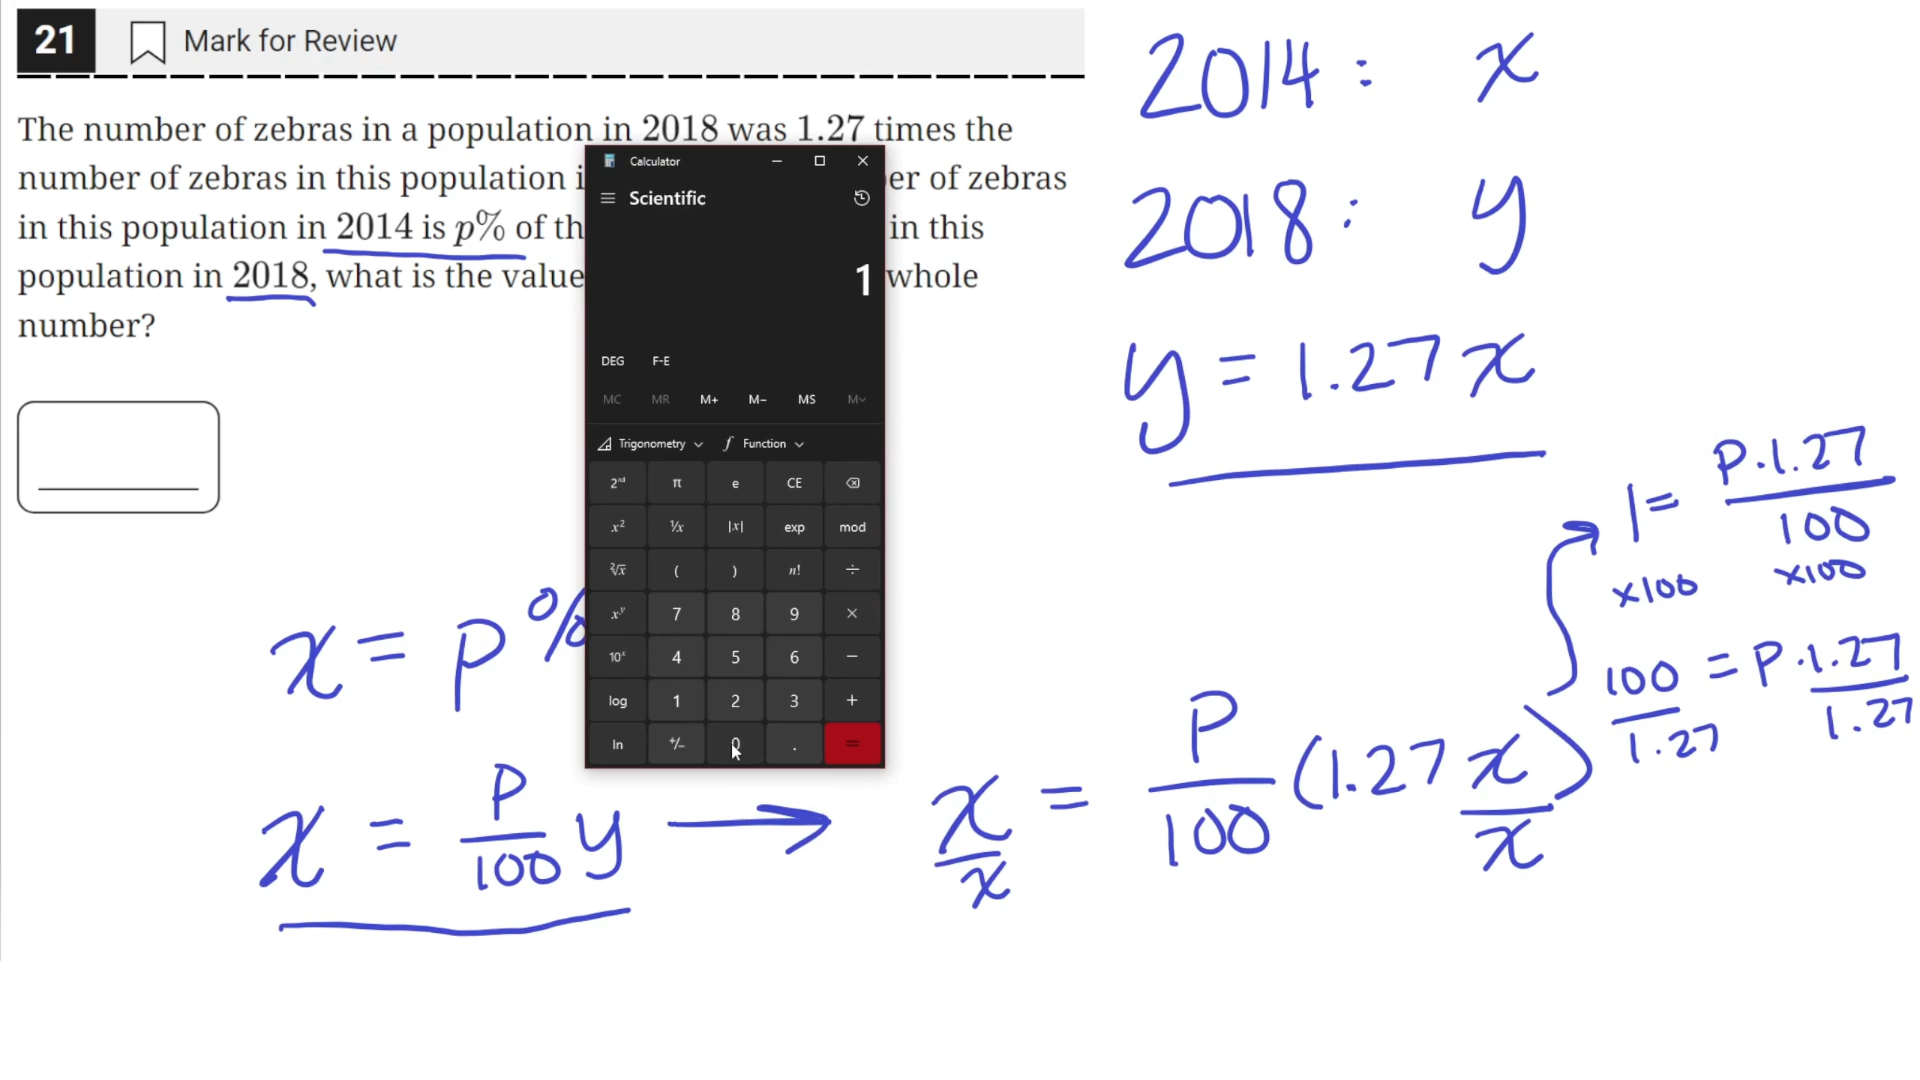 21 Mark for Review
The number of zebras in a population in 2018 was 1.27 times the
number of zebras in this population i er of zebras
in this population in 2014 is p% of th in this
population in 2018, what is the value whole
number?
Calculator
Scientific
1
DEG F-E
MC MR M+ M− MS M
Trigonometry f Function
2nd π e CE
x² ¹/x |x| exp mod
²√x ( ) n! ÷
xʸ 7 8 9 ×
10ˣ 4 5 6 −
log 1 2 3 +
ln +/− 0 . =
2014: x
2018: y
y = 1.27x
x = p%
x = P/100 y →
x/x = P/100 (1.27x/x)
1 = P·1.27/100
x100 x100
100/1.27 = P·1.27/1.27